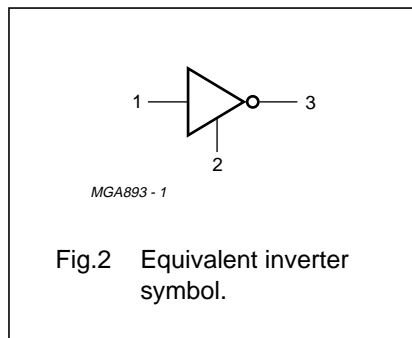 1
3
2
MGA893 - 1
Fig.2 Equivalent inverter
symbol.